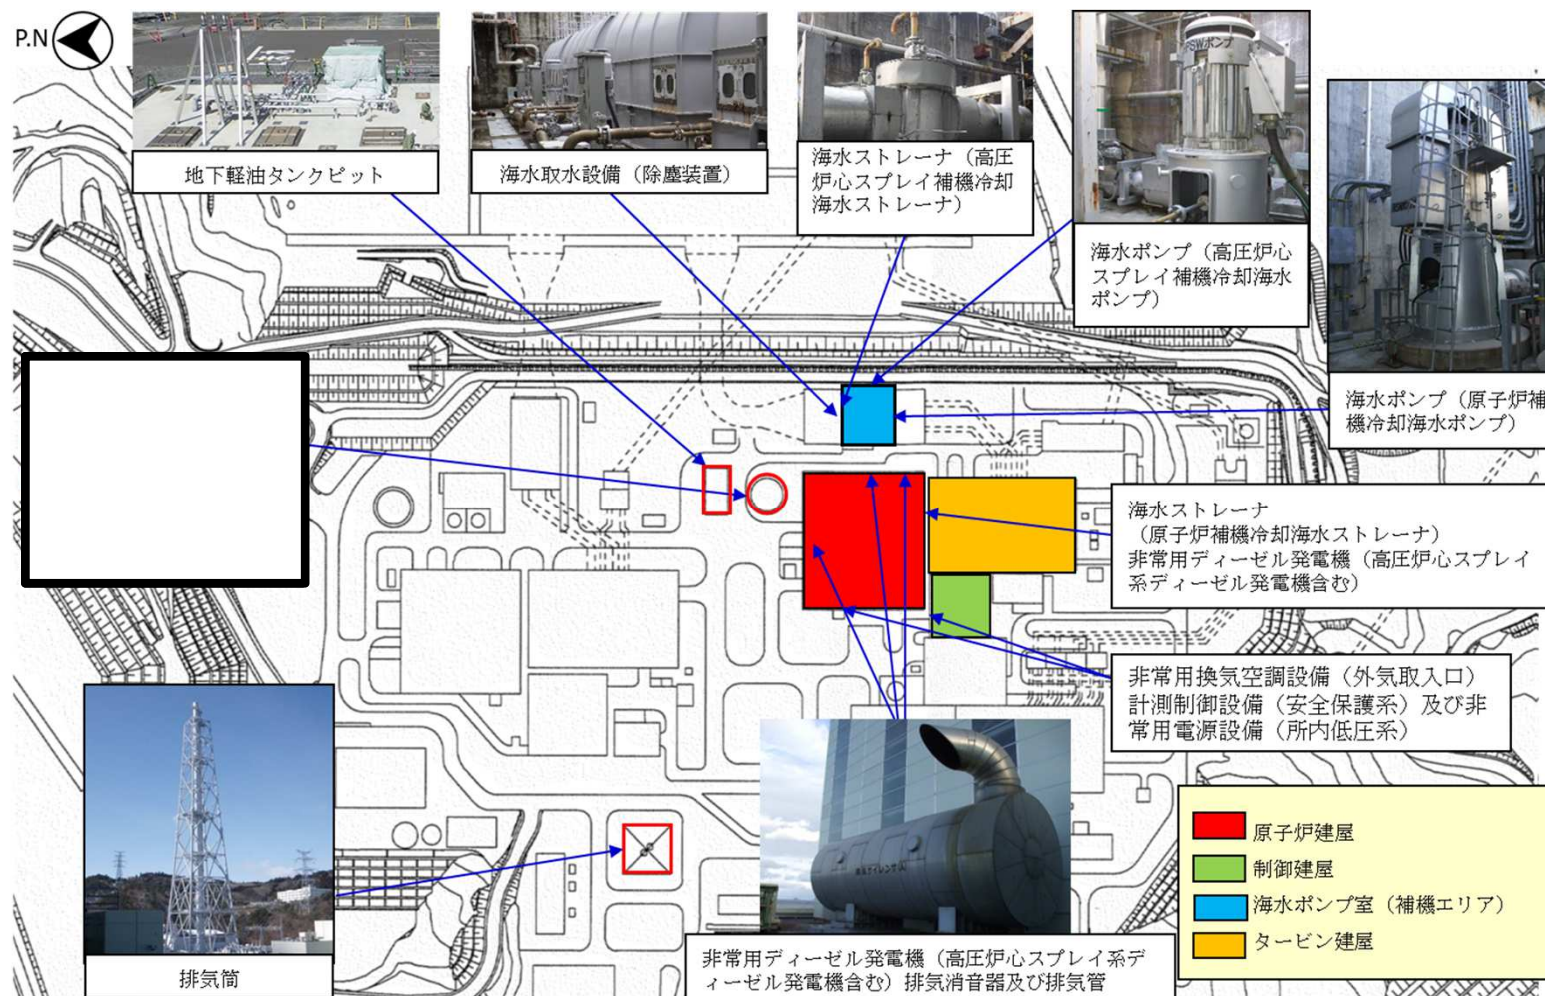 P.N
地下軽油タンクピット
海水取水設備（除塵装置）
海水ストレーナ（高圧
炉心スプレイ補機冷却
海水ストレーナ）
海水ポンプ（高圧炉心
スプレイ補機冷却海水
ポンプ）
海水ポンプ（原子炉補
機冷却海水ポンプ）
海水ストレーナ
（原子炉補機冷却海水ストレーナ）
非常用ディーゼル発電機（高圧炉心スプレイ
系ディーゼル発電機含む）
非常用換気空調設備（外気取入口）
計測制御設備（安全保護系）及び非
常用電源設備（所内低圧系）
排気筒
非常用ディーゼル発電機（高圧炉心スプレイ系デ
ィーゼル発電機含む）排気消音器及び排気管
原子炉建屋
制御建屋
海水ポンプ室（補機エリア）
タービン建屋